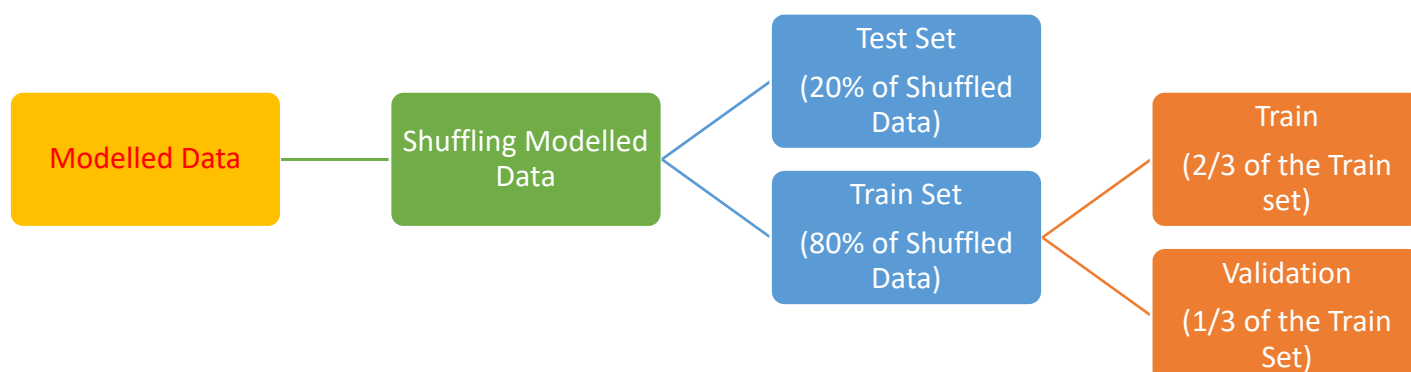 Modelled Data
Shuffling Modelled
Data
Test Set
(20% of Shuffled
Data)
Train Set
(80% of Shuffled
Data)
Train
(2/3 of the Train
set)
Validation
(1/3 of the Train
Set)